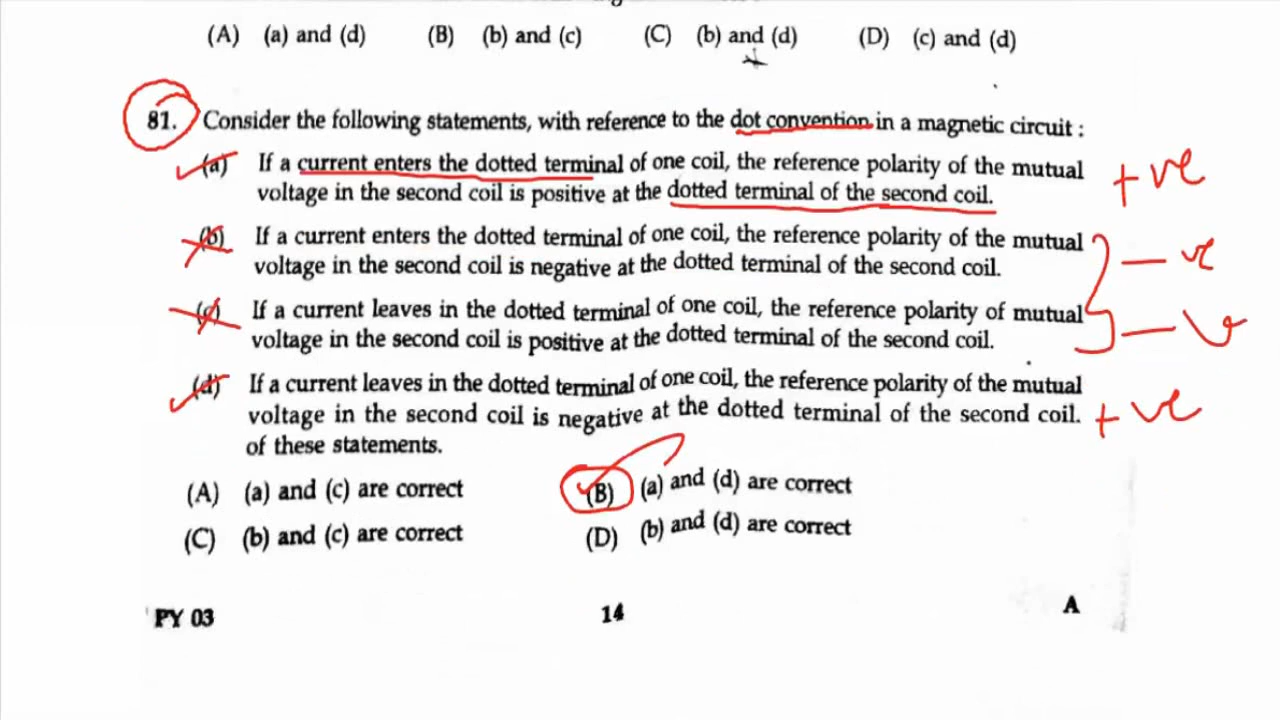 (A) (a) and (d) (B) (b) and (c) (C) (b) and (d) (D) (c) and (d)
81. Consider the following statements, with reference to the dot convention in a magnetic circuit :
(a) If a current enters the dotted terminal of one coil, the reference polarity of the mutual
voltage in the second coil is positive at the dotted terminal of the second coil.
+ve
(b) If a current enters the dotted terminal of one coil, the reference polarity of the mutual
voltage in the second coil is negative at the dotted terminal of the second coil.
-ve
(c) If a current leaves in the dotted terminal of one coil, the reference polarity of mutual
voltage in the second coil is positive at the dotted terminal of the second coil.
(d) If a current leaves in the dotted terminal of one coil, the reference polarity of the mutual
voltage in the second coil is negative at the dotted terminal of the second coil.
+ve
of these statements.
(A) (a) and (c) are correct (B) (a) and (d) are correct
(C) (b) and (c) are correct (D) (b) and (d) are correct
PY 03 14 A